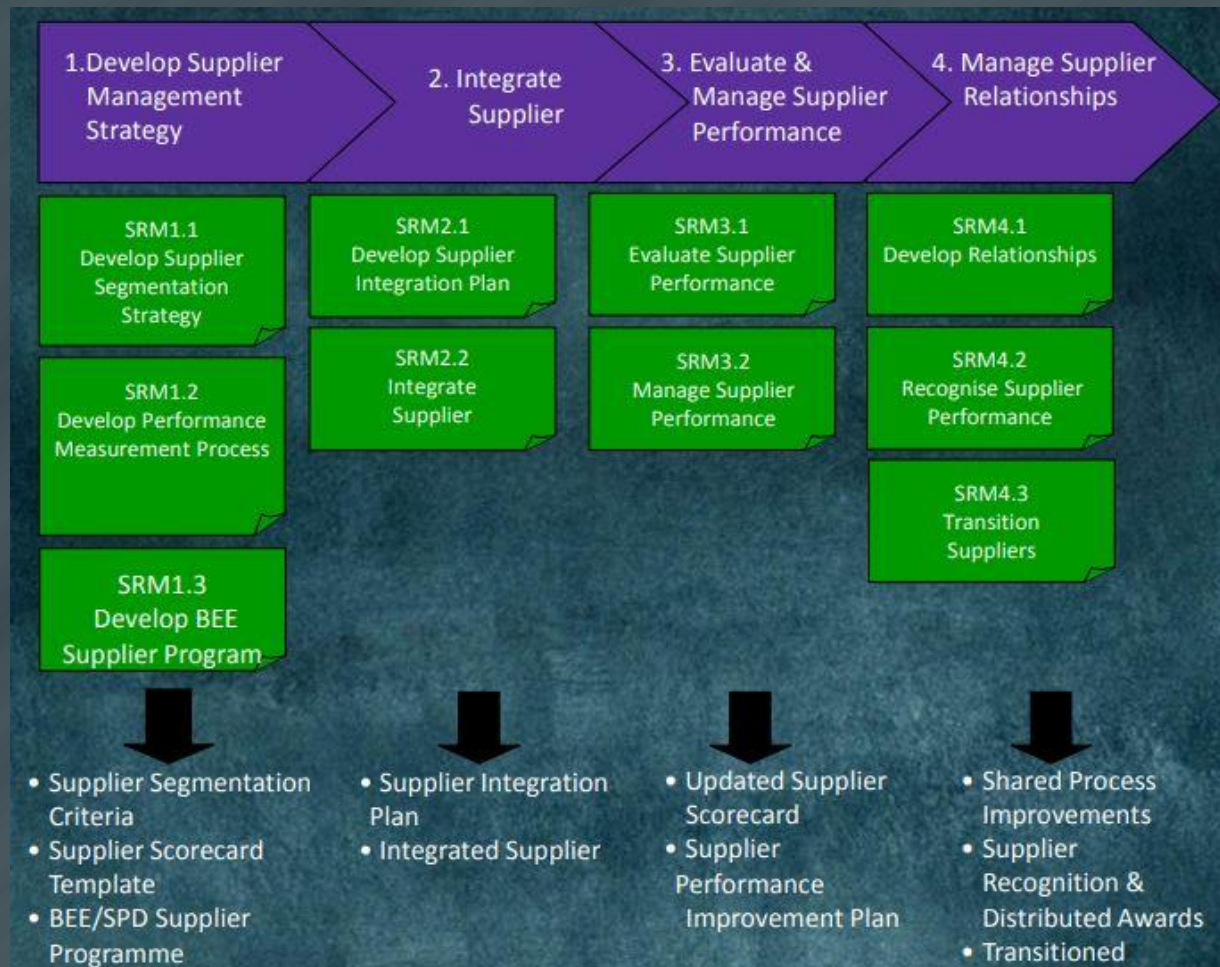 1.Develop Supplier
Management
Strategy
2. Integrate
Supplier
3. Evaluate &
Manage Supplier
Performance
4. Manage Supplier
Relationships
SRM1.1
Develop Supplier
Segmentation
Strategy
SRM1.2
Develop Performance
Measurement Process
SRM1.3
Develop BEE
Supplier Program
SRM2.1
Develop Supplier
Integration Plan
SRM2.2
Integrate
Supplier
SRM3.1
Evaluate Supplier
Performance
SRM3.2
Manage Supplier
Performance
SRM4.1
Develop Relationships
SRM4.2
Recognise Supplier
Performance
SRM4.3
Transition
Suppliers
• Supplier Segmentation
Criteria
• Supplier Scorecard
Template
• BEE/SPD Supplier
Programme
• Supplier Integration
Plan
• Integrated Supplier
• Updated Supplier
Scorecard
• Supplier
Performance
Improvement Plan
• Shared Process
Improvements
• Supplier
Recognition &
Distributed Awards
• Transitioned